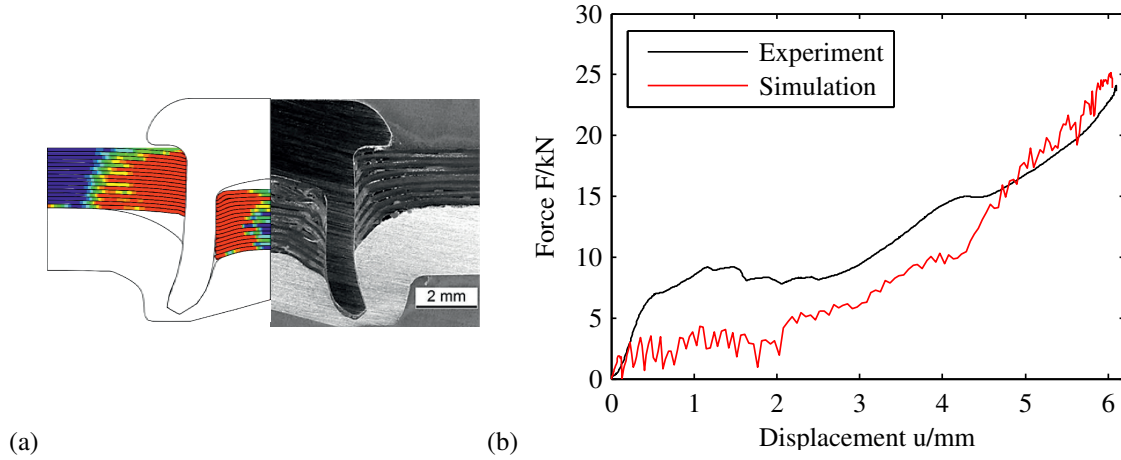 2 mm
(a)
30
25
20
15
10
5
0
Force F/kN
Experiment
Simulation
0 1 2 3 4 5 6
Displacement u/mm
(b)